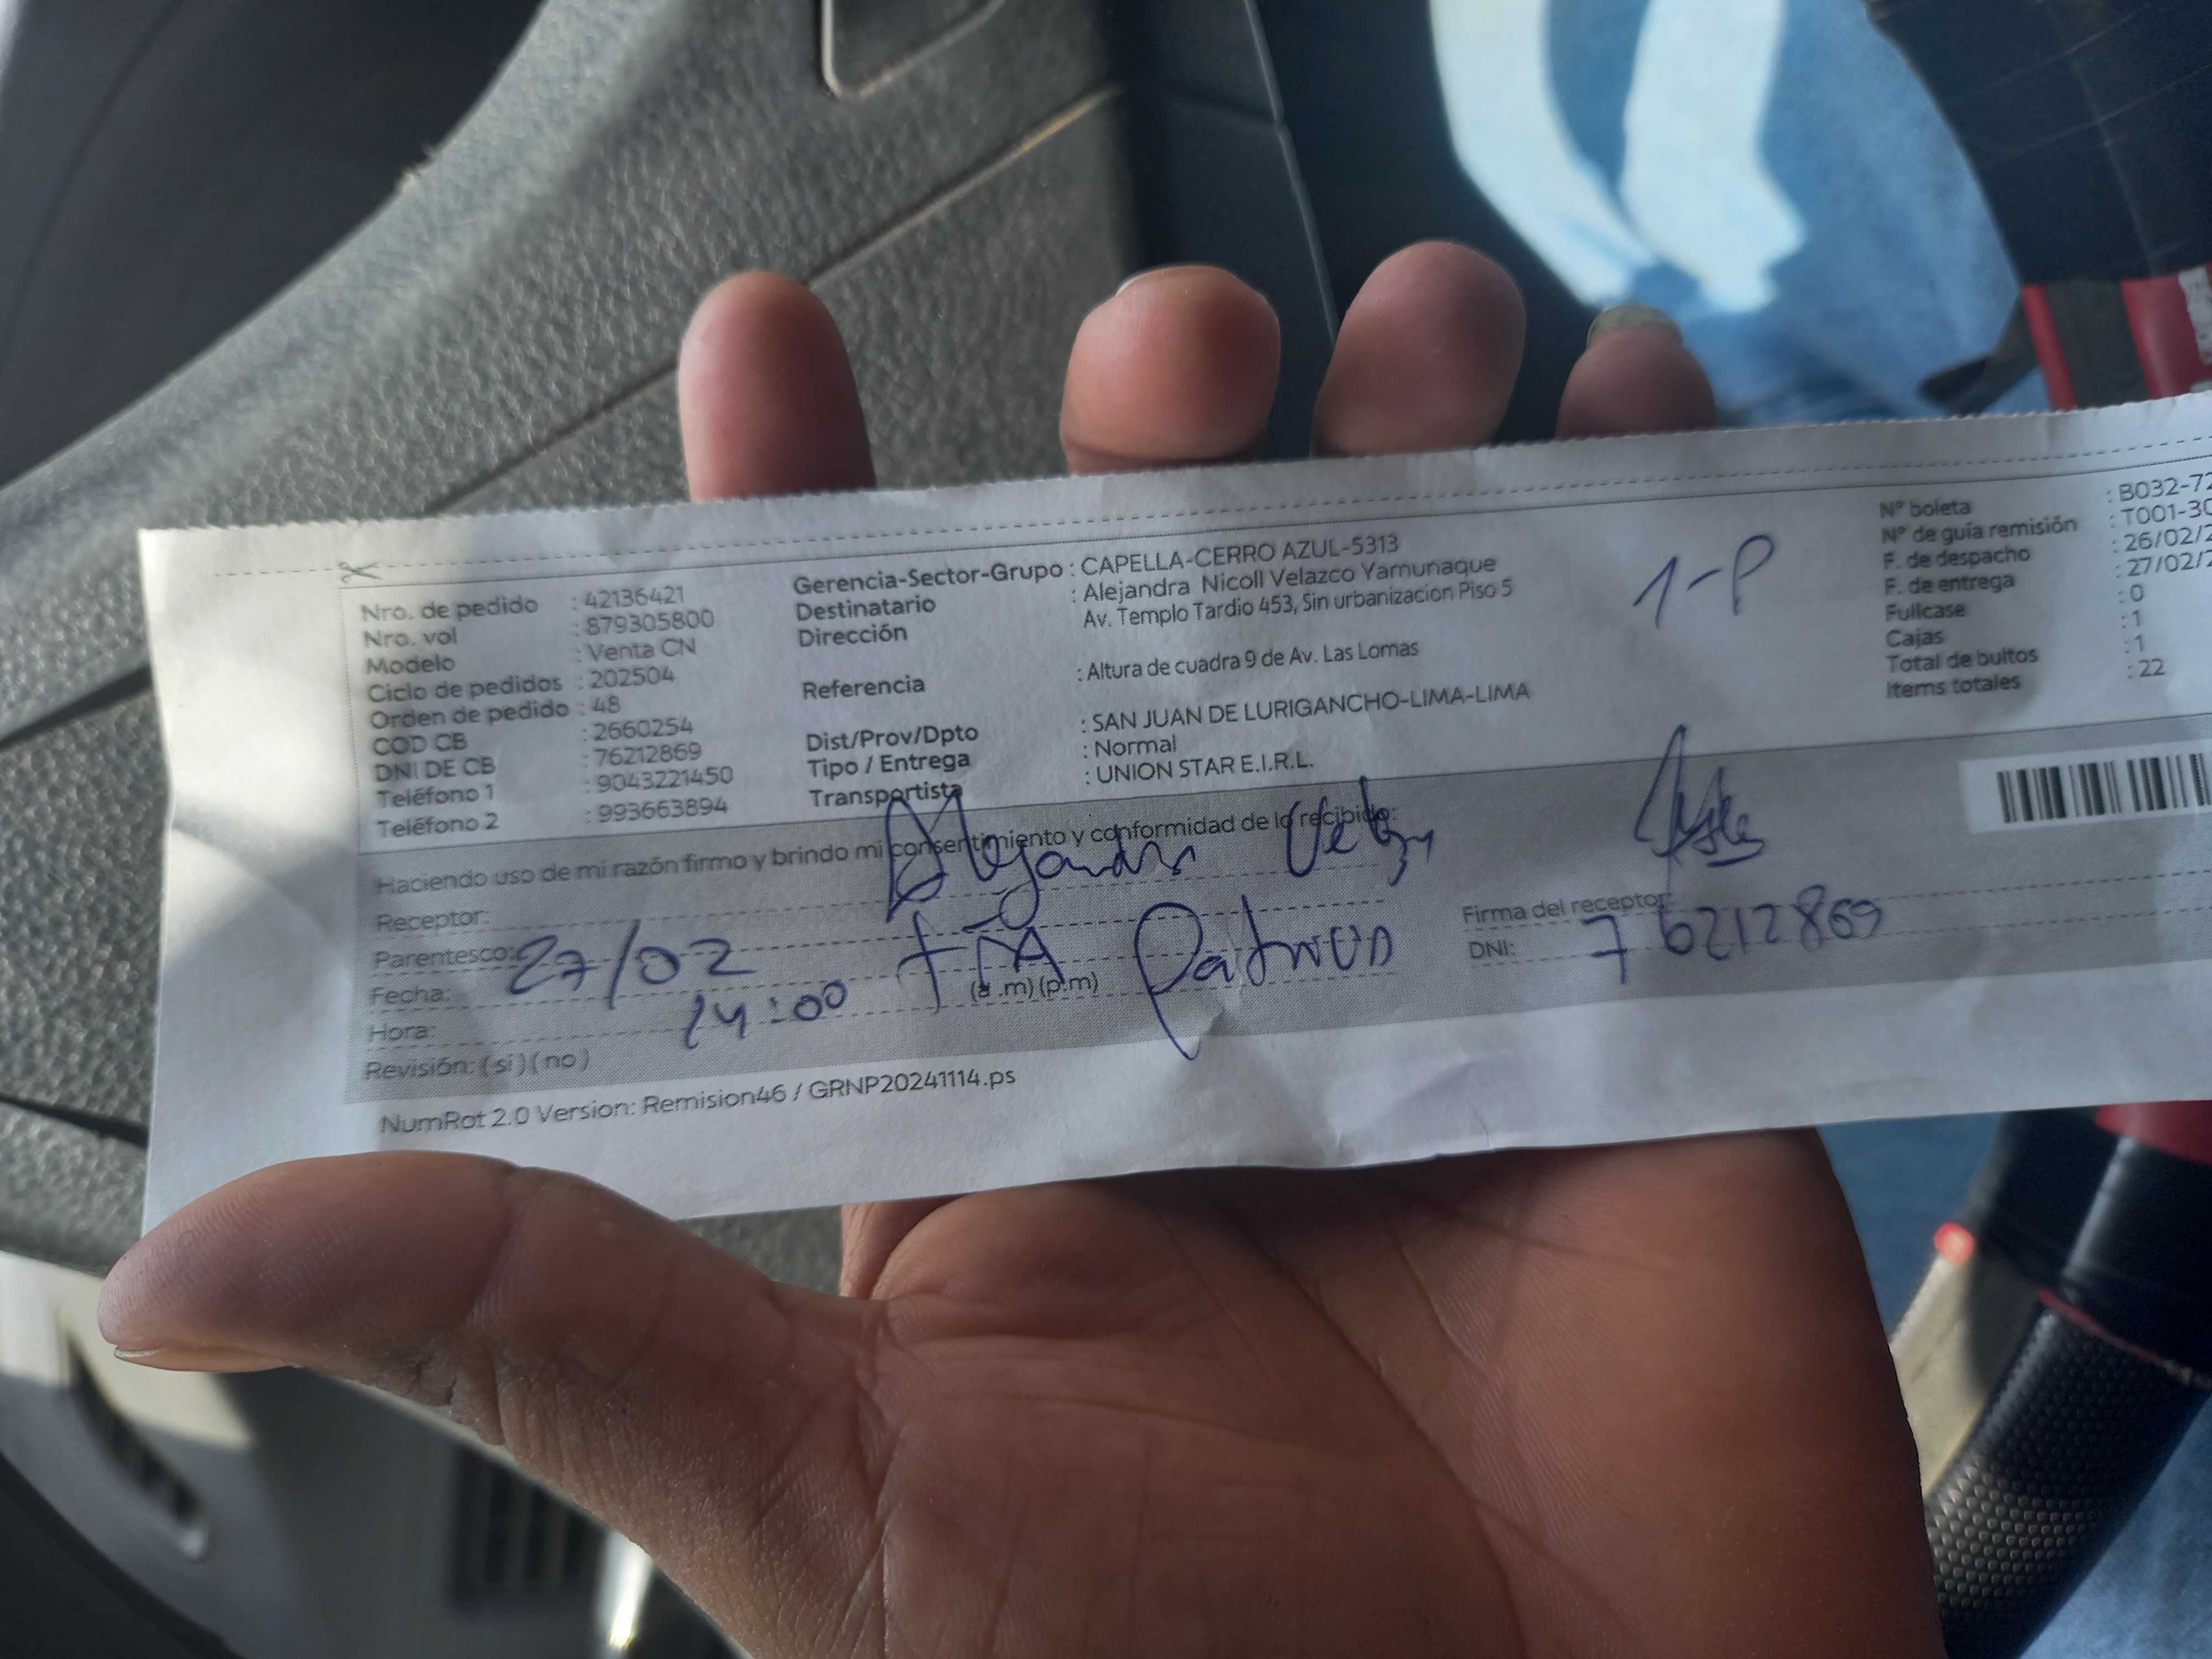 Nro. de pedido : 42136421
Nro. vol : 879305800
Modelo : Venta CN
Ciclo de pedidos : 202504
Orden de pedido : 48
COD CB : 2660254
DNI DE CB : 76212869
Teléfono 1 : 9043221450
Teléfono 2 : 993663894
Gerencia-Sector-Grupo : CAPELLA-CERRO AZUL-5313
Destinatario : Alejandra Nicoll Velazco Yamunaque
Dirección Av. Templo Tardio 453, Sin urbanizacion Piso 5
Referencia : Altura de cuadra 9 de Av. Las Lomas
Dist/Prov/Dpto : SAN JUAN DE LURIGANCHO-LIMA-LIMA
Tipo / Entrega : Normal
Transportista : UNION STAR E.I.R.L.
1-P
N° boleta : B032-72
N° de guía remisión : T001-30
F. de despacho : 26/02/2
F. de entrega : 27/02/2
Fullcase : 0
Cajas : 1
Total de bultos : 1
Items totales : 22
Haciendo uso de mi razón firmo y brindo mi consentimiento y conformidad de lo recibido:
Receptor: Alejandra
Parentesco:
Fecha: 27/02
Hora: 14:00 (a .m) (p.m)
Revisión: ( si ) ( no )
Firma del receptor:
DNI: 76212869
NumRot 2.0 Version: Remision46 / GRNP20241114.ps